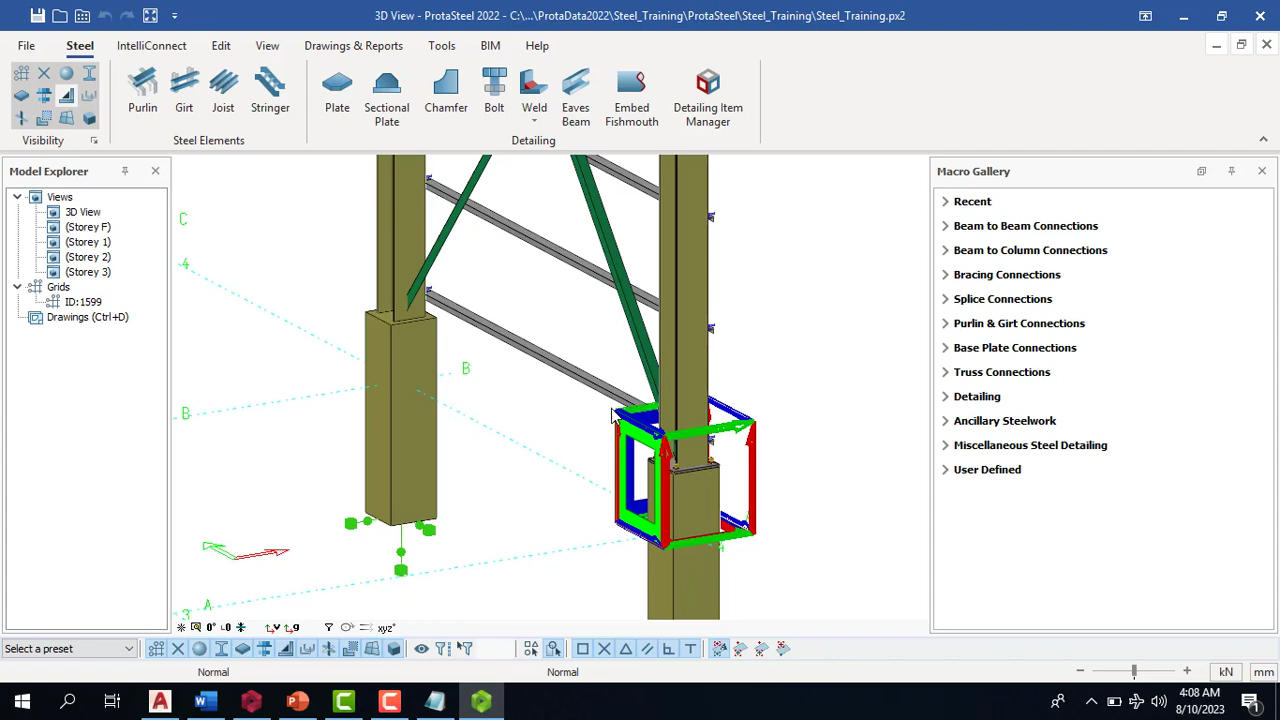 3D View - ProtaSteel 2022 - C:\...\ProtaData2022\Steel_Training\ProtaSteel\Steel_Training\Steel_Training.px2
File Steel IntelliConnect Edit View Drawings & Reports Tools BIM Help
Purlin Girt Joist Stringer Plate Sectional Plate Chamfer Bolt Weld Eaves Beam Embed Fishmouth Detailing Item Manager
Visibility Steel Elements Detailing
Model Explorer
Views
3D View
(Storey F)
(Storey 1)
(Storey 2)
(Storey 3)
Grids
ID:1599
Drawings (Ctrl+D)
C
4
B
B
A
3
Macro Gallery
Recent
Beam to Beam Connections
Beam to Column Connections
Bracing Connections
Splice Connections
Purlin & Girt Connections
Base Plate Connections
Truss Connections
Detailing
Ancillary Steelwork
Miscellaneous Steel Detailing
User Defined
xyz*
Select a preset
Normal Normal kN mm
4:08 AM
8/10/2023